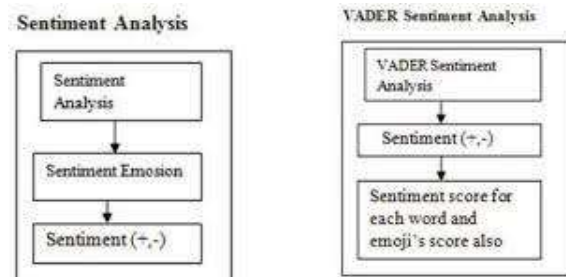 Sentiment Analysis
Sentiment
Analysis
Sentiment Emosion
Sentiment (+,-)
VADER Sentiment Analysis
VADER Sentiment
Analysis
Sentiment (+,-)
Sentiment score for
each word and
emoji's score also